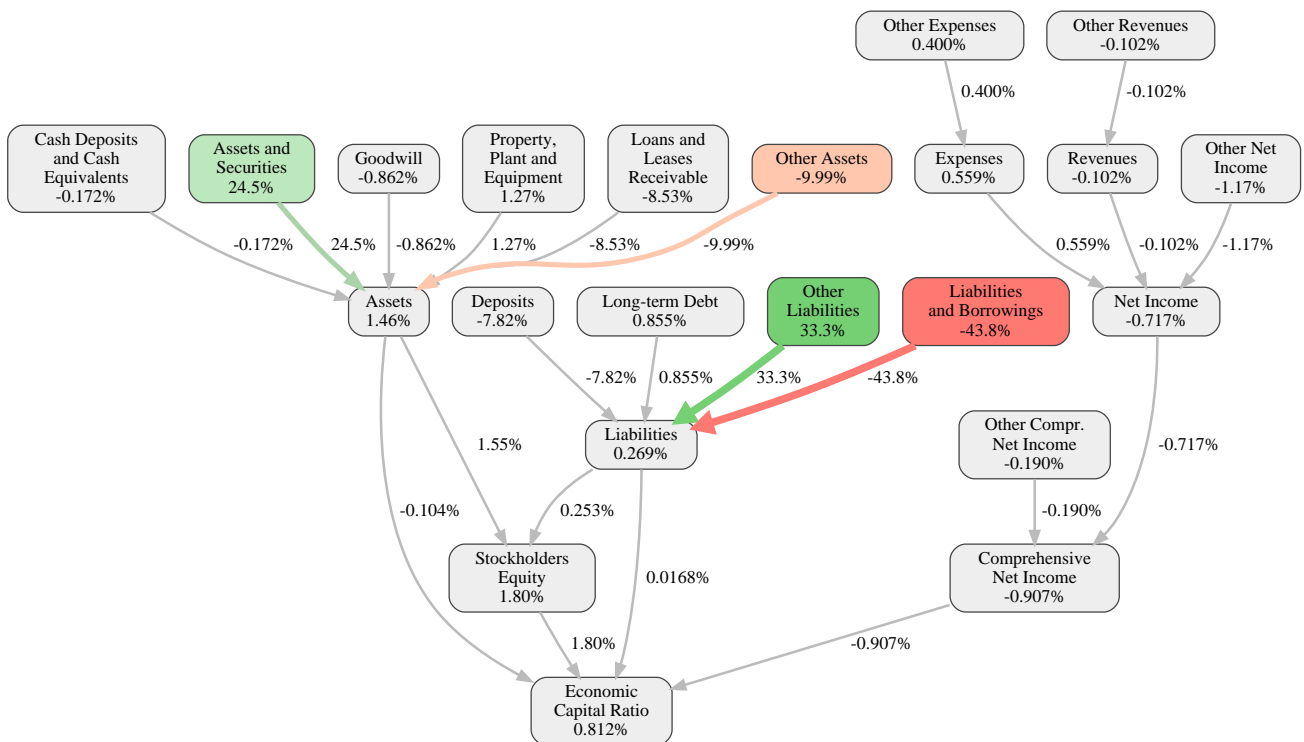 Other Expenses
0.400%
Other Revenues
-0.102%
0.400%
-0.102%
Cash Deposits
and Cash
Equivalents
-0.172%
Assets and
Securities
24.5%
Goodwill
-0.862%
Property,
Plant and
Equipment
1.27%
Loans and
Leases
Receivable
-8.53%
Other Assets
-9.99%
Expenses
0.559%
Revenues
-0.102%
Other Net
Income
-1.17%
-0.172%
24.5%
-0.862%
1.27%
-8.53%
-9.99%
0.559%
-0.102%
-1.17%
Assets
1.46%
Deposits
-7.82%
Long-term Debt
0.855%
Other
Liabilities
33.3%
Liabilities
and Borrowings
-43.8%
Net Income
-0.717%
-7.82%
0.855%
33.3%
-43.8%
Liabilities
0.269%
Other Compr.
Net Income
-0.190%
1.55%
-0.717%
-0.104%
0.253%
-0.190%
Stockholders
Equity
1.80%
0.0168%
Comprehensive
Net Income
-0.907%
1.80%
-0.907%
Economic
Capital Ratio
0.812%